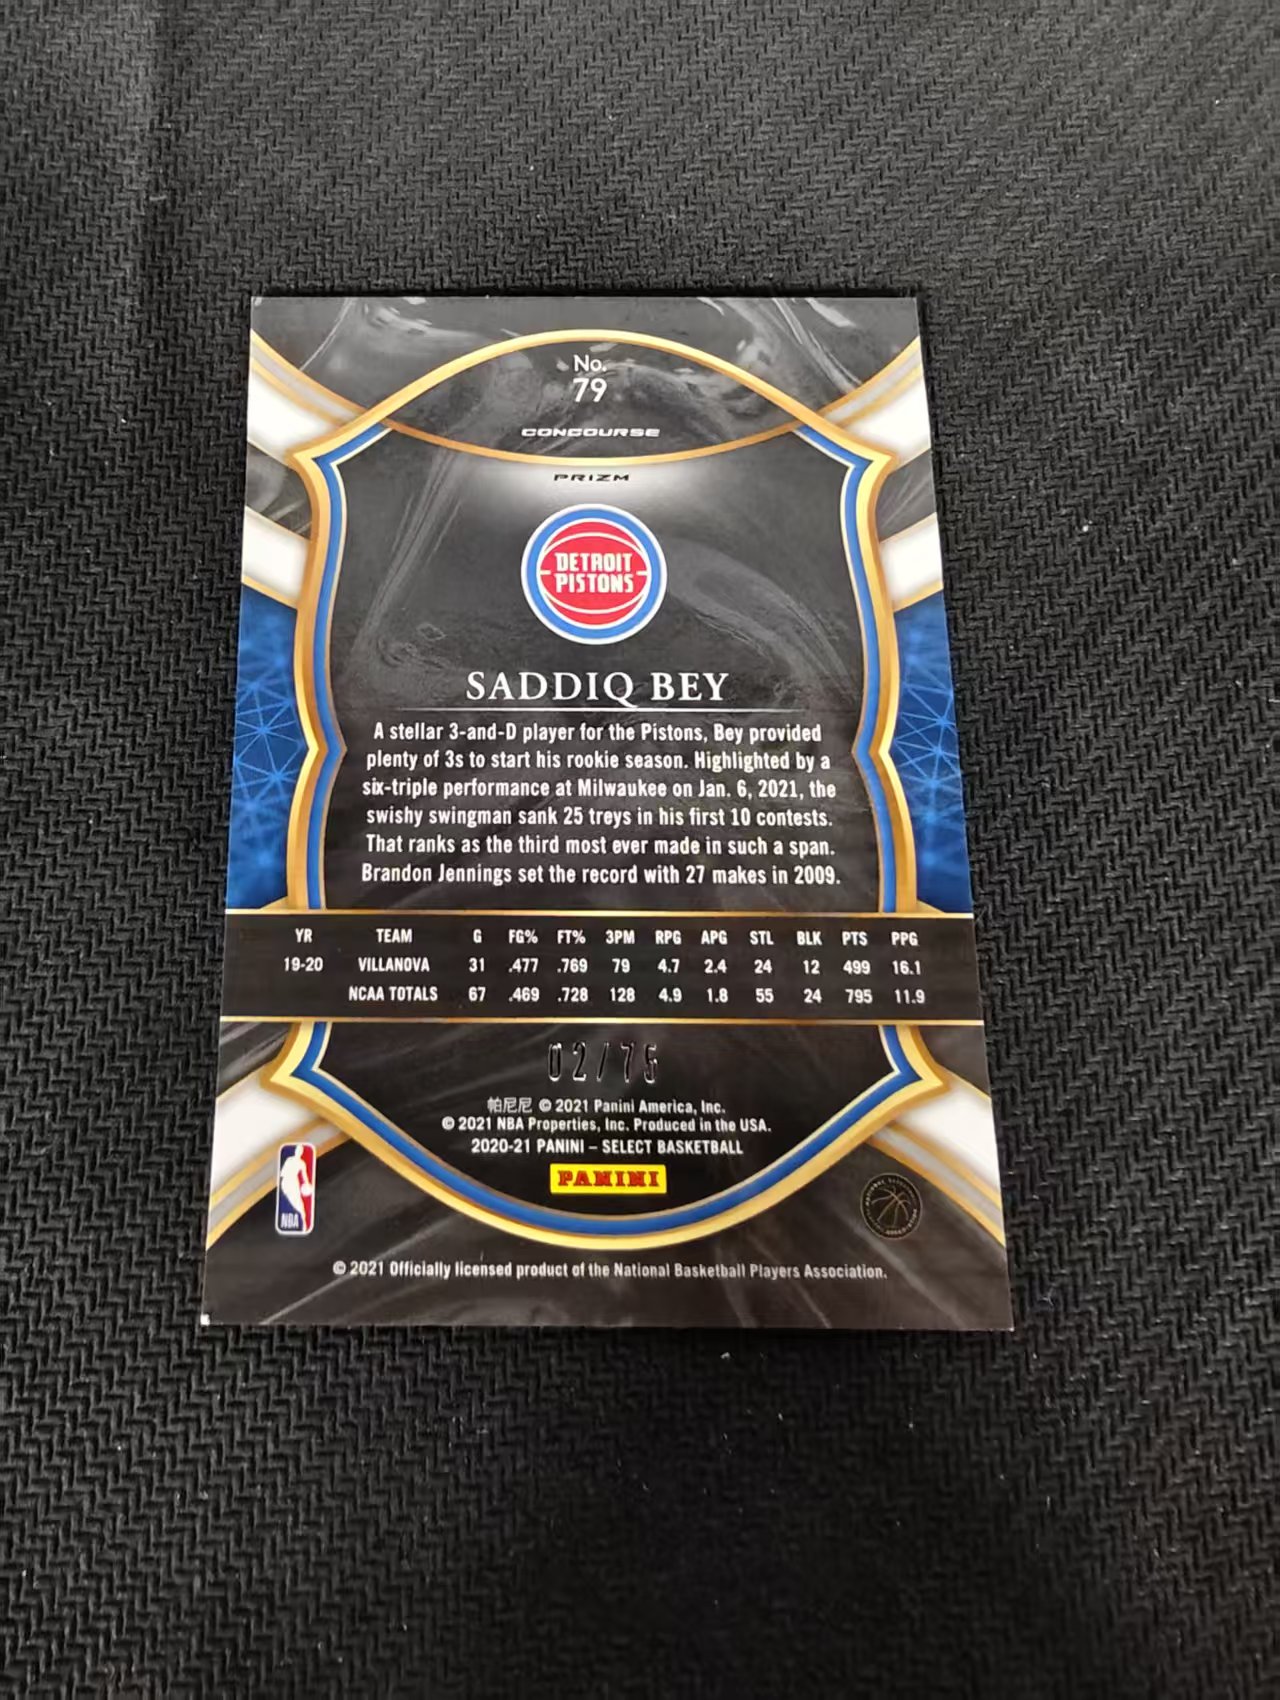 No.
79
CONCOURSE
PRIZM
DETROIT
PISTONS
SADDIQ BEY
A stellar 3-and-D player for the Pistons, Bey provided
plenty of 3s to start his rookie season. Highlighted by a
six-triple performance at Milwaukee on Jan. 6, 2021, the
swishy swingman sank 25 treys in his first 10 contests.
That ranks as the third most ever made in such a span.
Brandon Jennings set the record with 27 makes in 2009.
YR TEAM G FG% FT% 3PM RPG APG STL BLK PTS PPG
19-20 VILLANOVA 31 .477 .769 79 4.7 2.4 24 12 499 16.1
NCAA TOTALS 67 .469 .728 128 4.9 1.8 55 24 795 11.9
02/75
帕尼尼 © 2021 Panini America, Inc.
© 2021 NBA Properties, Inc. Produced in the USA.
2020-21 PANINI – SELECT BASKETBALL
PANINI
NBA
© 2021 Officially licensed product of the National Basketball Players Association.